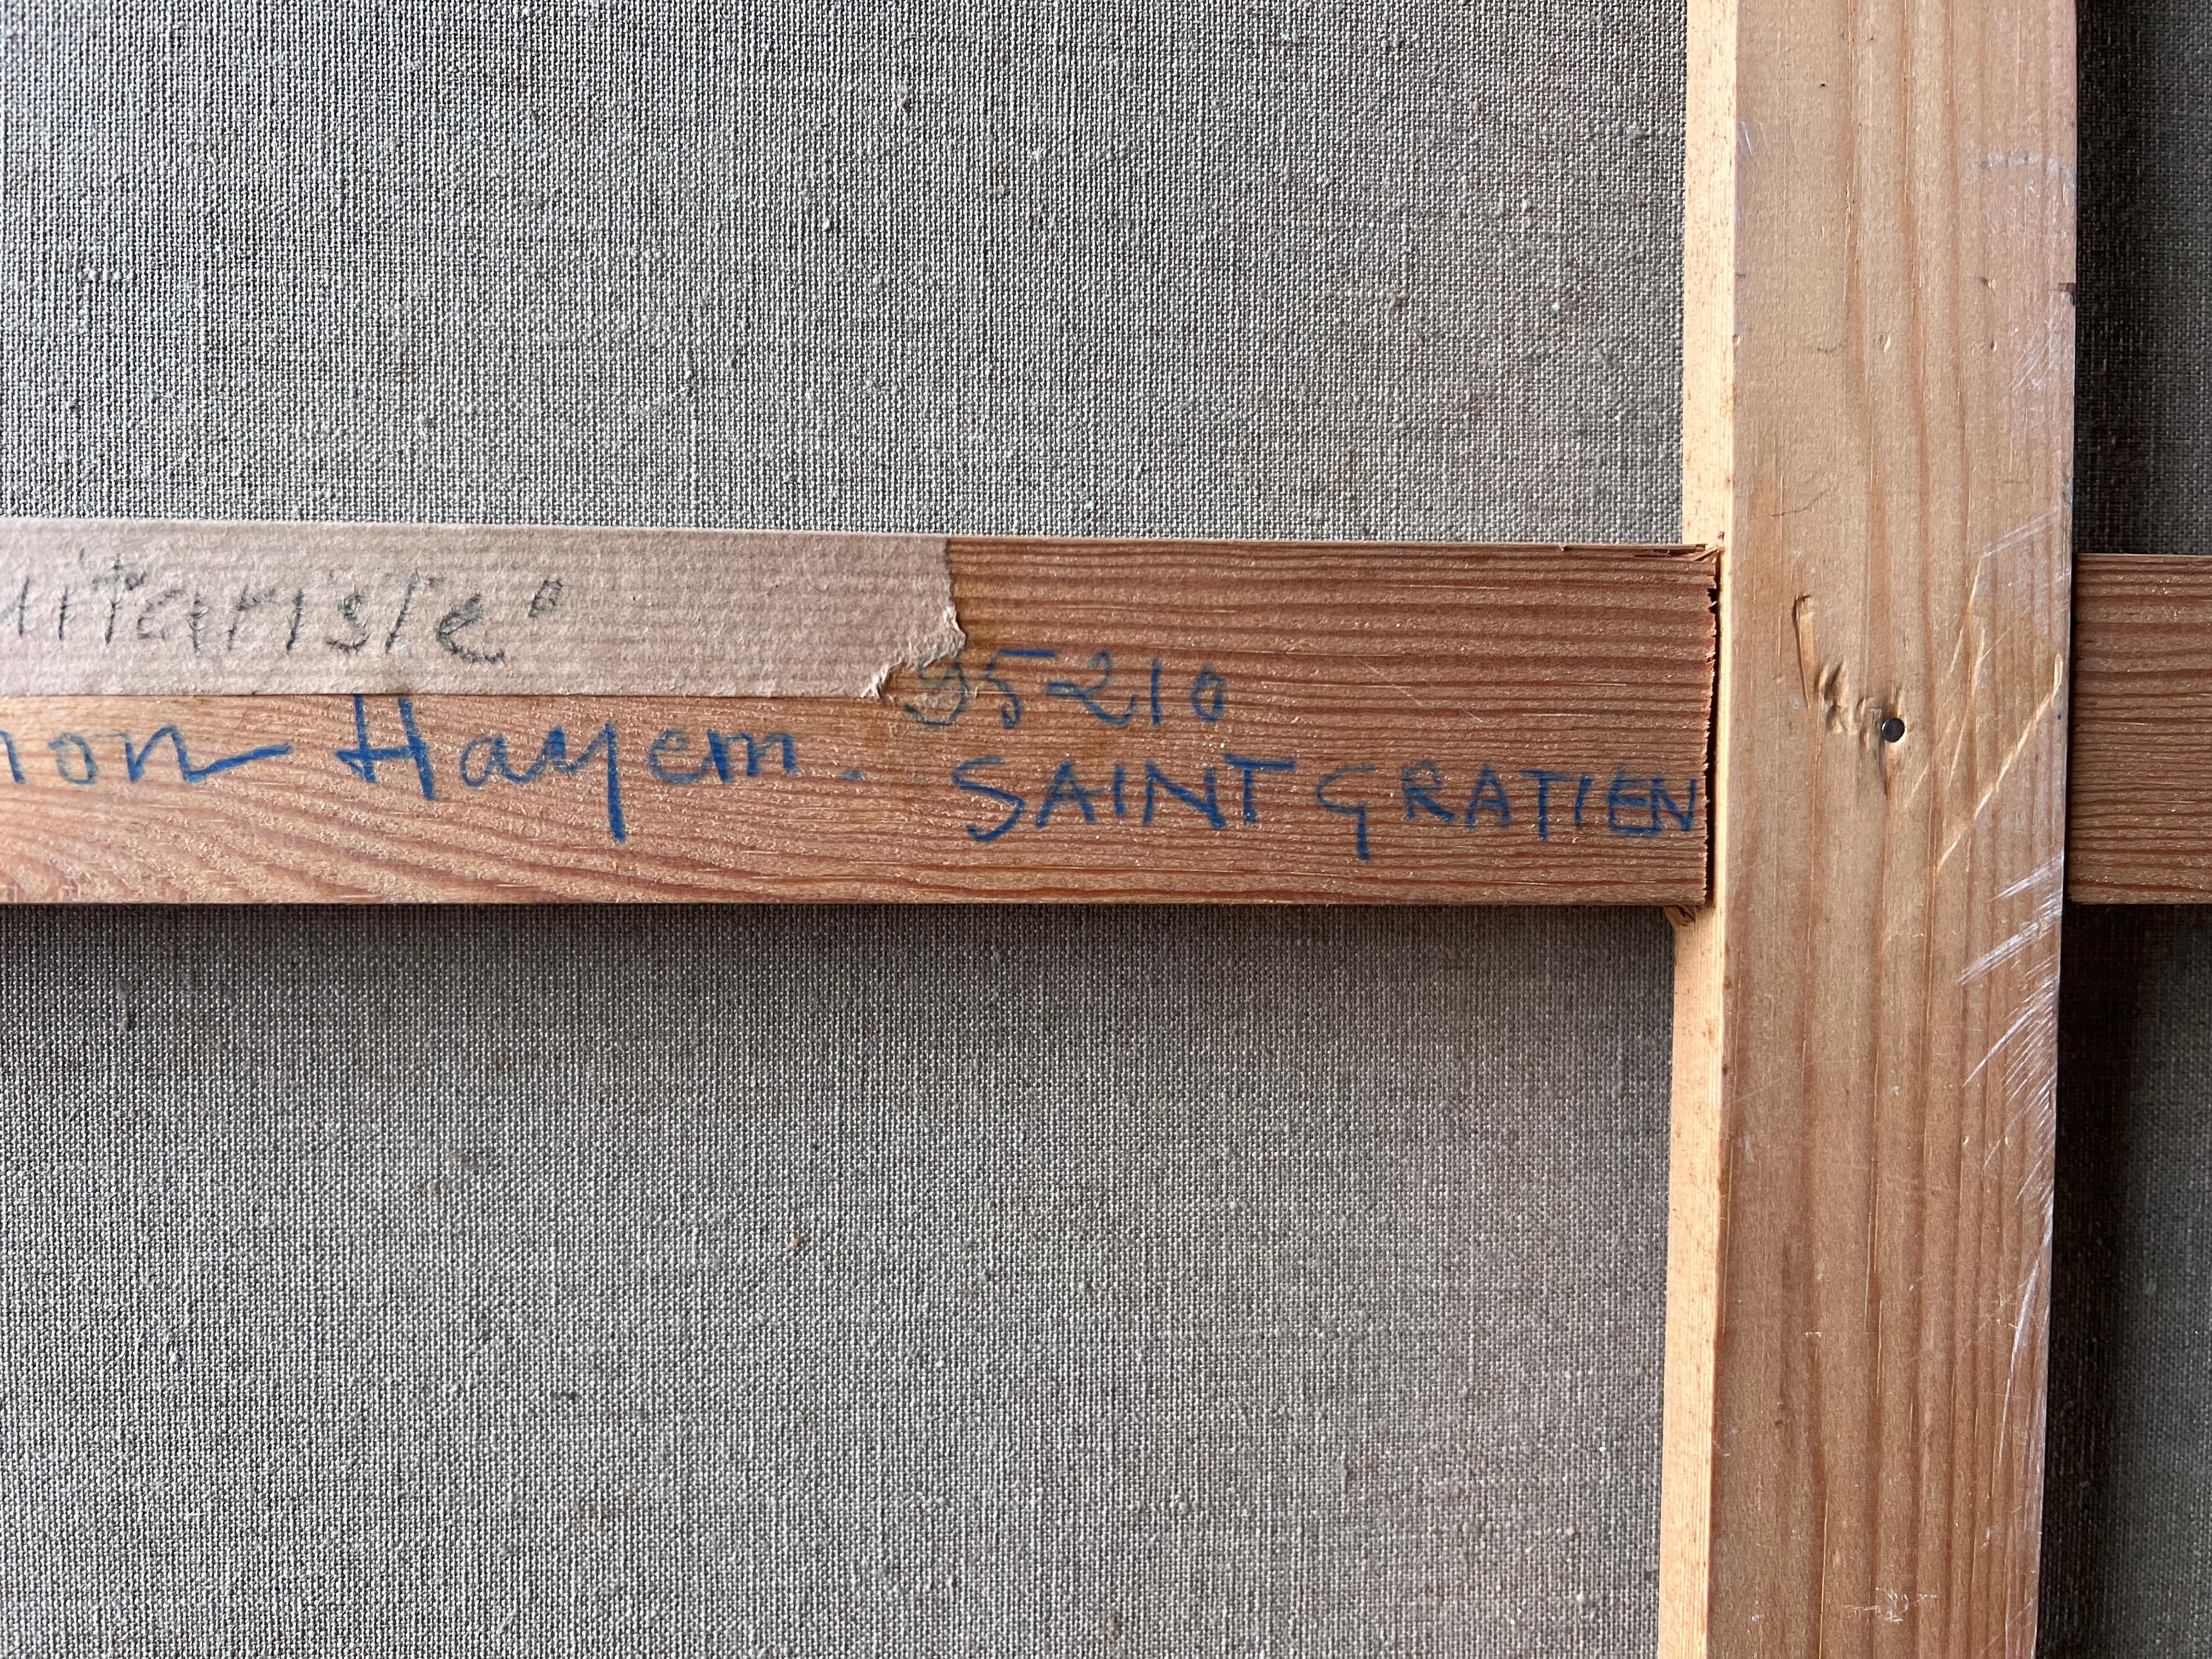 uitariste"
non Hayem. 95210
SAINT GRATIEN